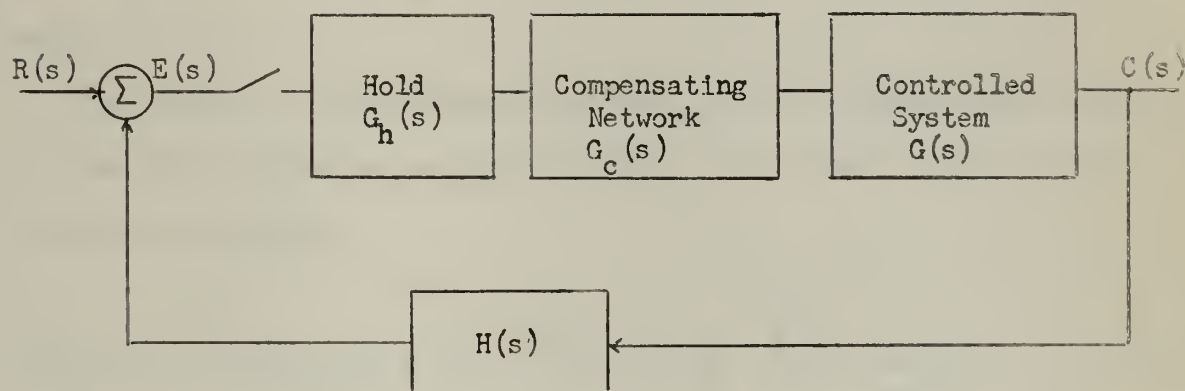 R(s)
Σ
E(s)
Hold
G_h(s)
Compensating
Network
G_c(s)
Controlled
System
G(s)
C(s)
H(s)